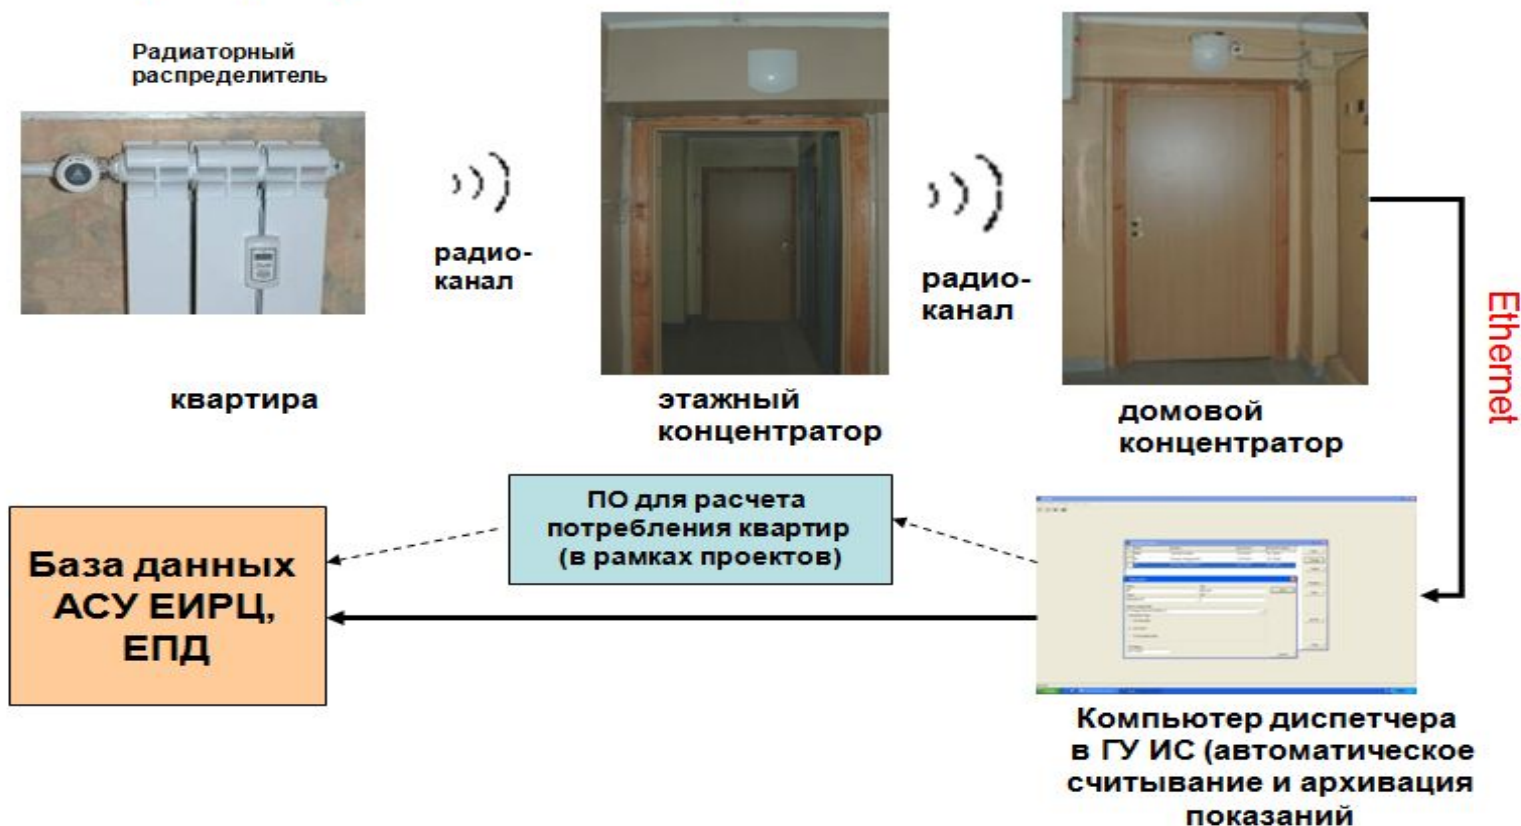 Радиаторный
распределитель
радио-
канал
радио-
канал
Ethernet
квартира
этажный
концентратор
домовой
концентратор
ПО для расчета
потребления квартир
(в рамках проектов)
База данных
АСУ ЕИРЦ,
ЕПД
Компьютер диспетчера
в ГУ ИС (автоматическое
считывание и архивация
показаний